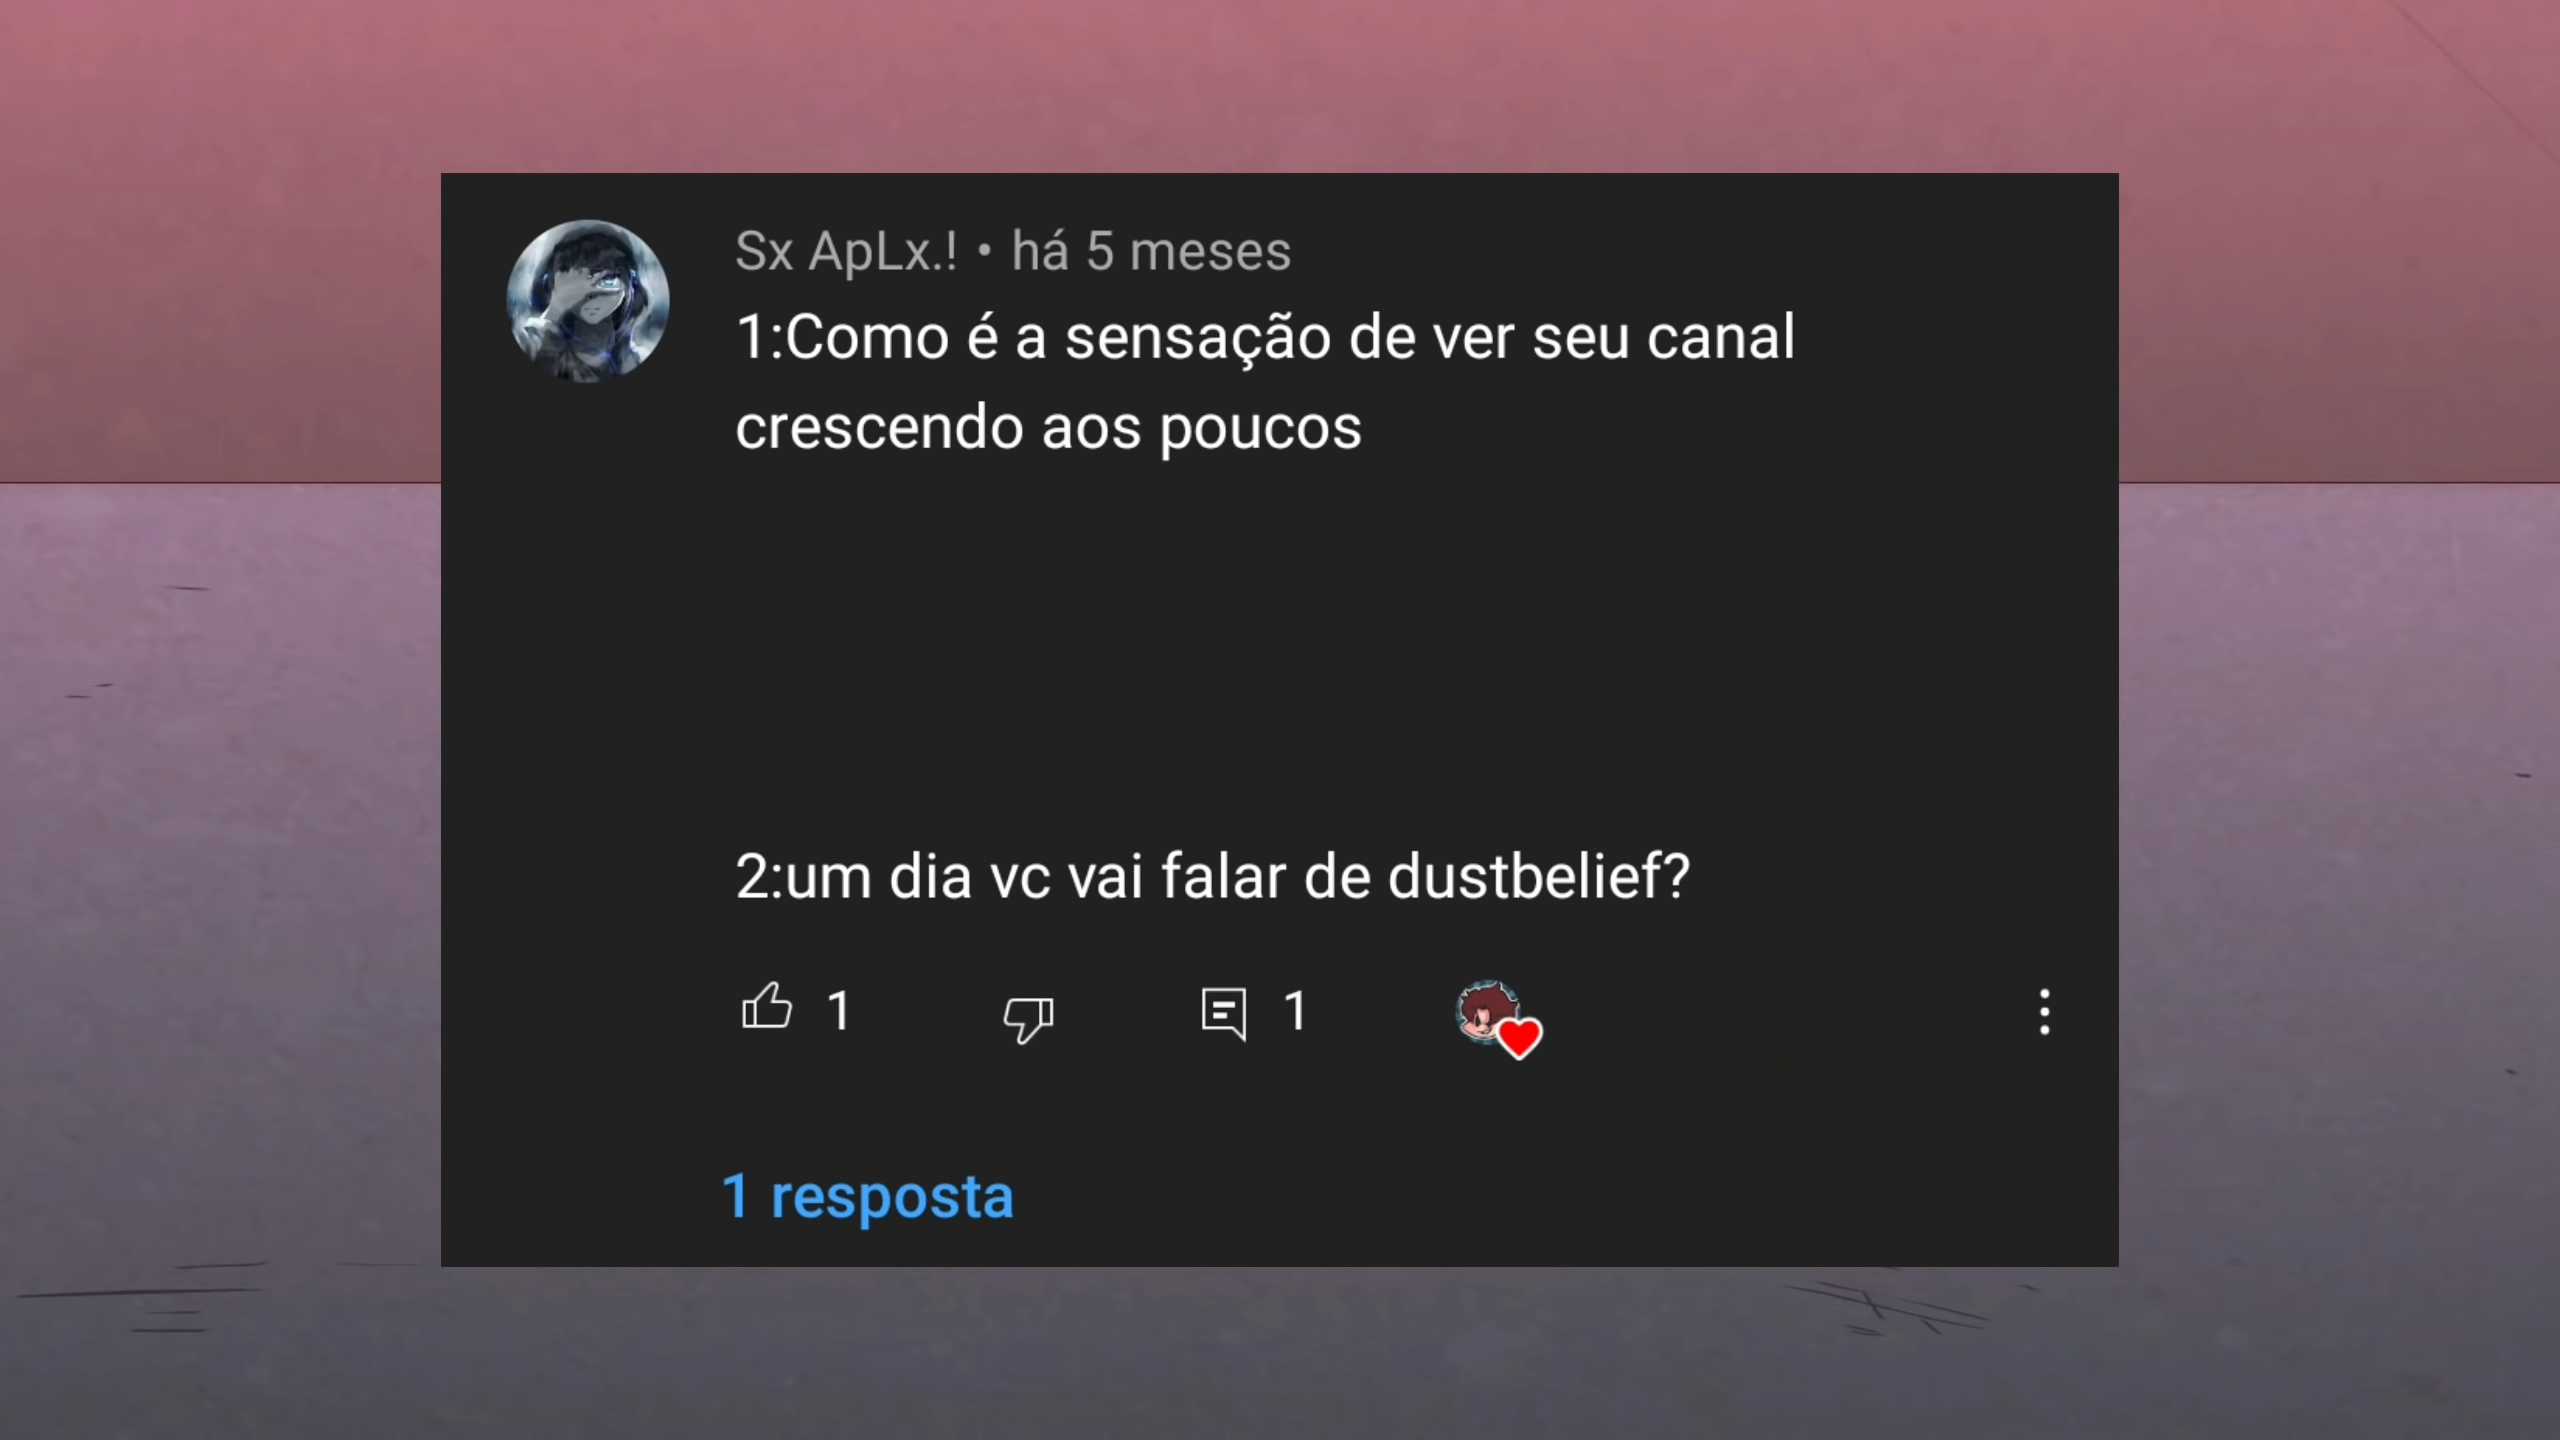 Sx ApLx.! • há 5 meses
1:Como é a sensação de ver seu canal
crescendo aos poucos
2:um dia vc vai falar de dustbelief?
1 1
1 resposta